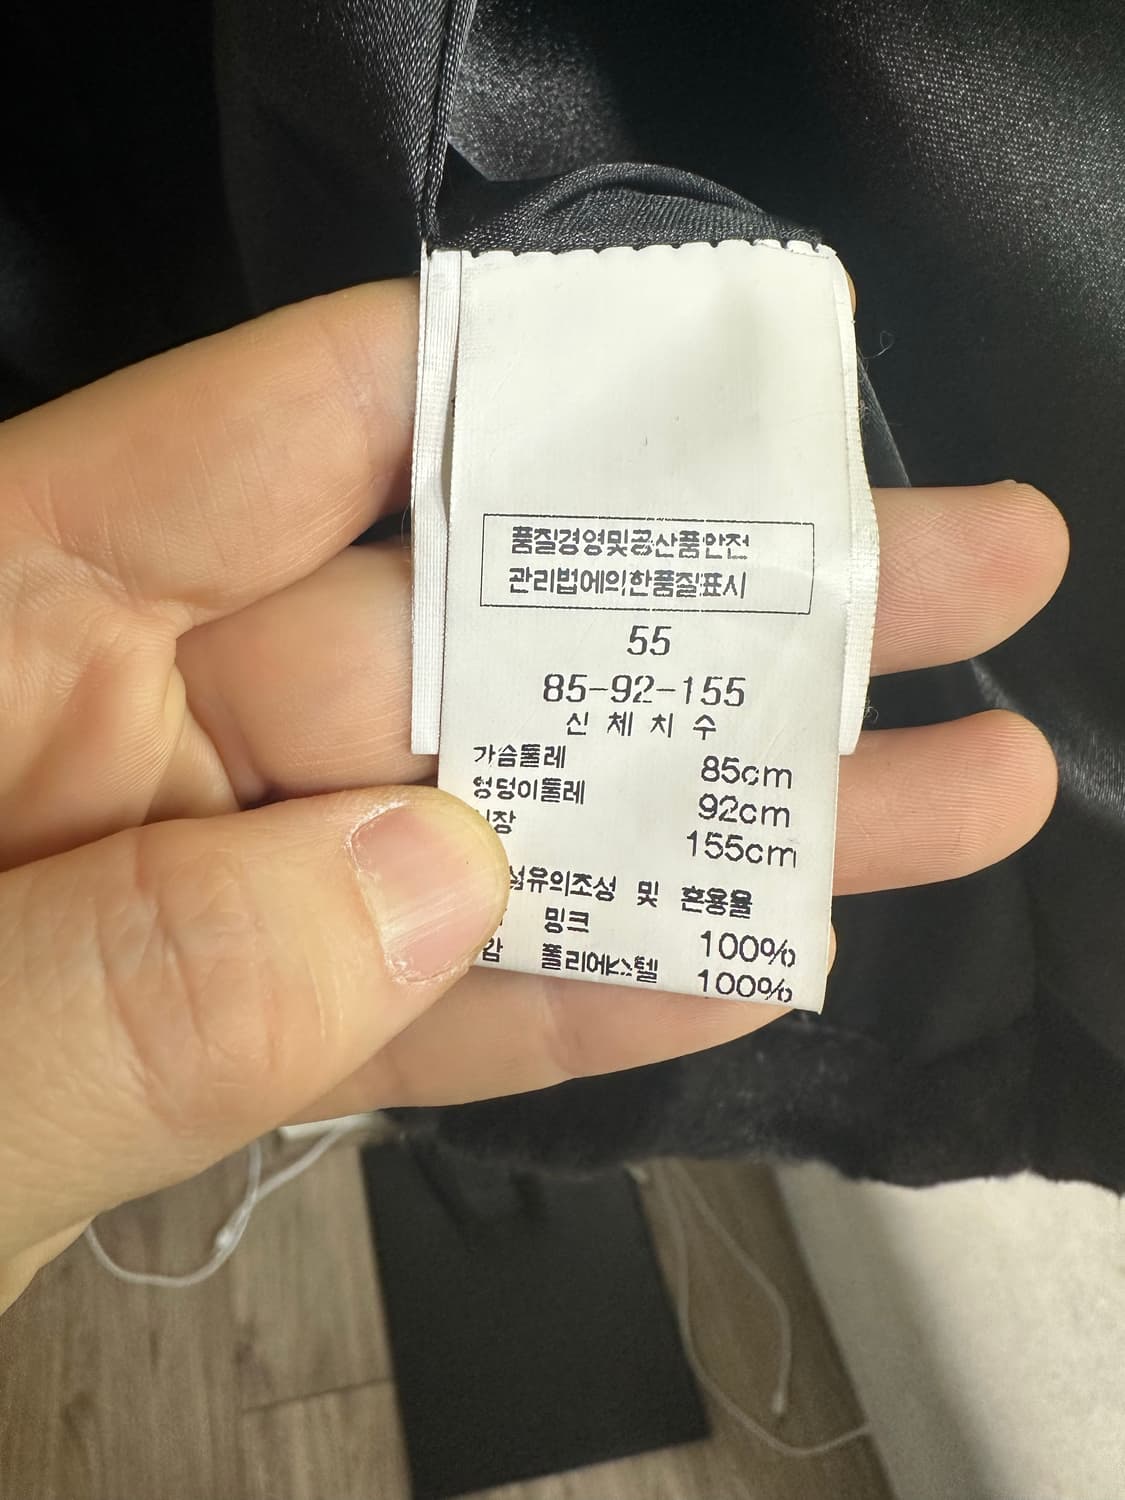 품질경영및공산품안전
관리법에의한품질표시
55
85-92-155
신 체 치 수
가슴둘레 85cm
엉덩이둘레 92cm
155cm
섬유의조성 및 혼용율
밍크 100%
폴리에스텔 100%